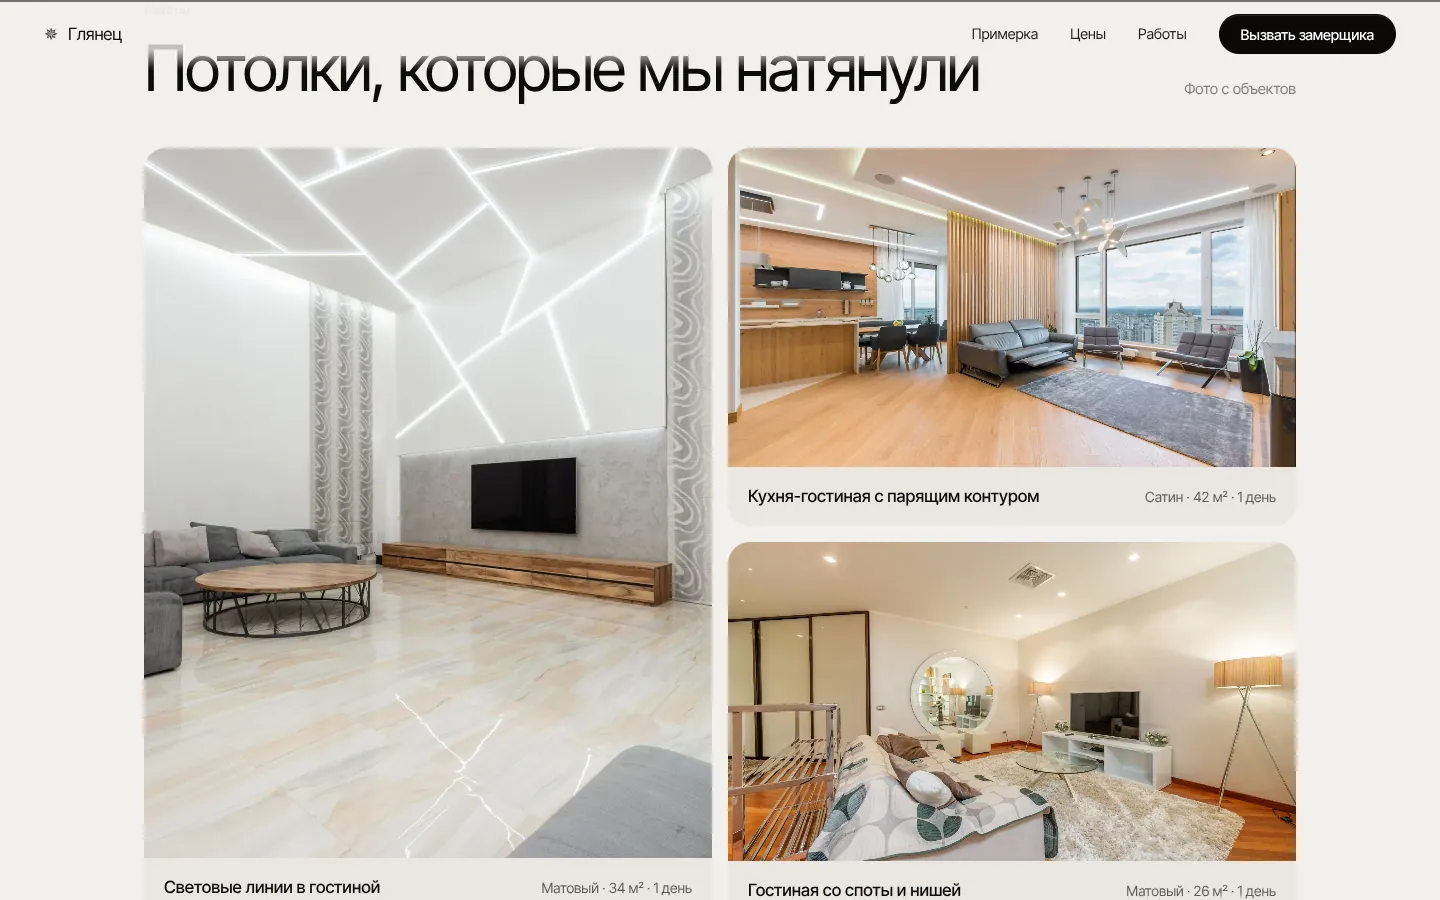 Глянец
Примерка
Цены
Работы
Вызвать замерщика
Потолки, которые мы натянули
Фото с объектов
Кухня-гостиная с парящим контуром
Сатин · 42 м² · 1 день
Световые линии в гостиной
Матовый · 34 м² · 1 день
Гостиная со споты и нишей
Матовый · 26 м² · 1 день